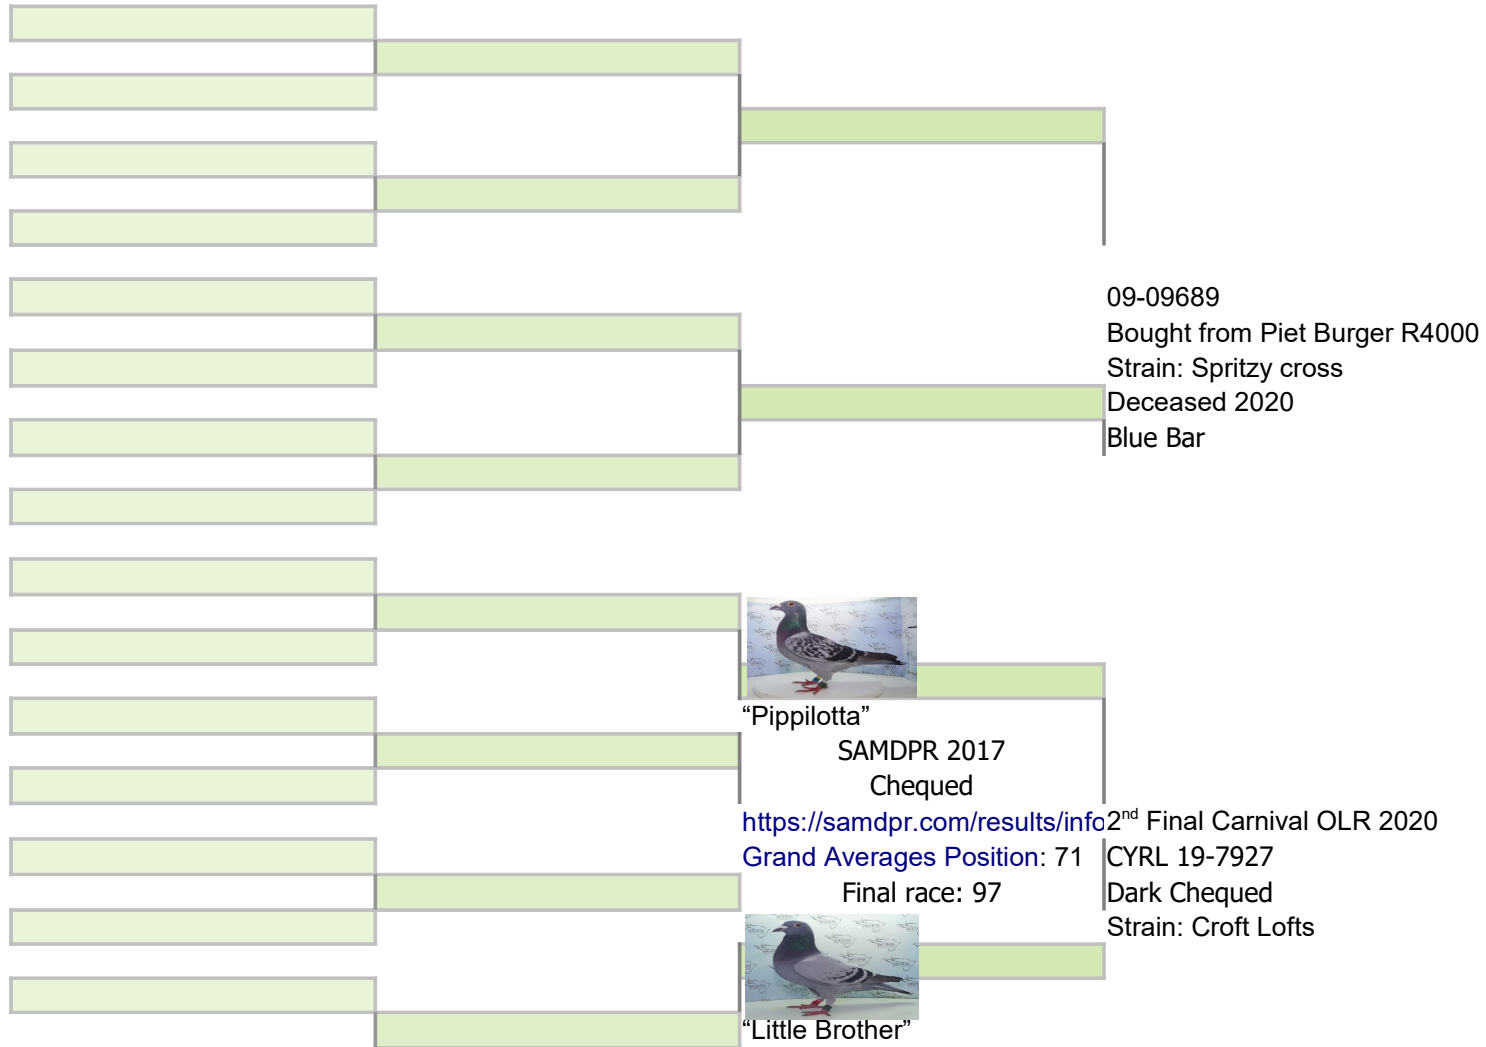 09-09689
Bought from Piet Burger R4000
Strain: Spritzy cross
Deceased 2020
Blue Bar
“Pippilotta”
SAMDPR 2017
Chequed
https://samdpr.com/results/info
Grand Averages Position: 71
Final race: 97
2nd Final Carnival OLR 2020
CYRL 19-7927
Dark Chequed
Strain: Croft Lofts
“Little Brother”